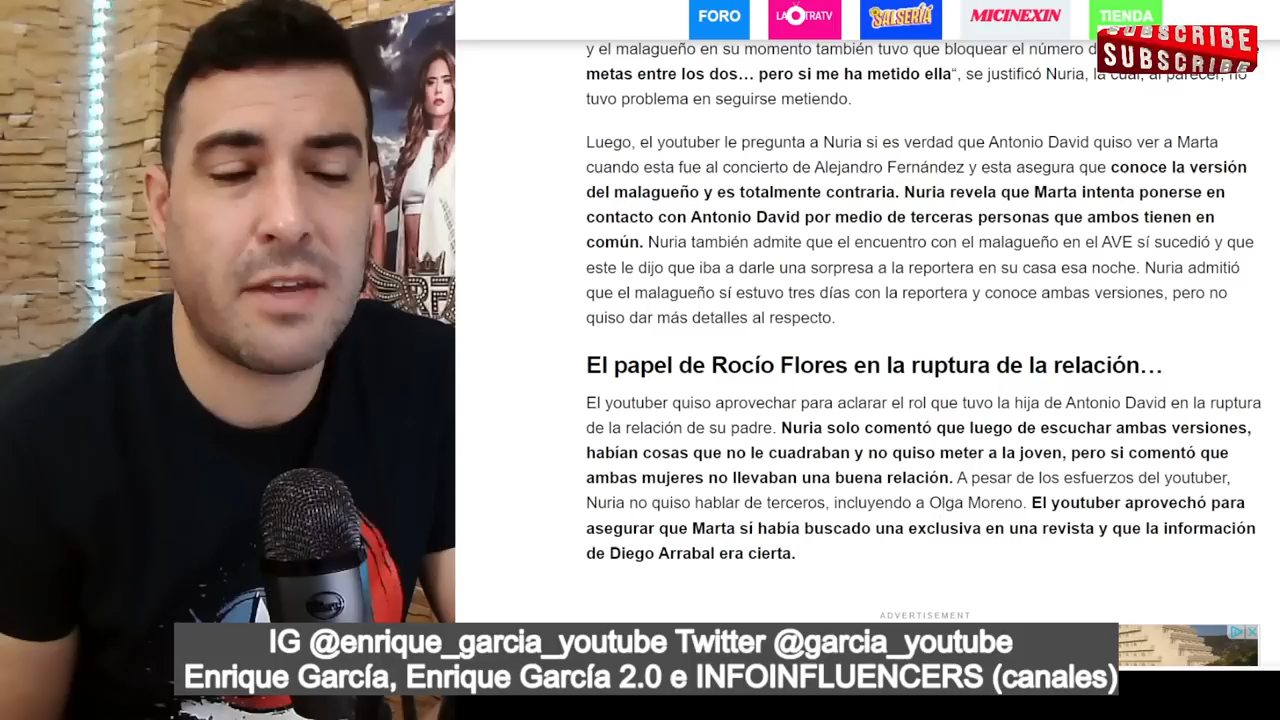 FORO
LA OTRATV
SALSERÍA
MICINEXIN
TIENDA
SUBSCRIBE
SUBSCRIBE
y el malagueño en su momento también tuvo que bloquear el número d
metas entre los dos… pero si me ha metido ella“, se justificó Nuria, la cual, al parecer, no
tuvo problema en seguirse metiendo.
Luego, el youtuber le pregunta a Nuria si es verdad que Antonio David quiso ver a Marta
cuando esta fue al concierto de Alejandro Fernández y esta asegura que conoce la versión
del malagueño y es totalmente contraria. Nuria revela que Marta intenta ponerse en
contacto con Antonio David por medio de terceras personas que ambos tienen en
común. Nuria también admite que el encuentro con el malagueño en el AVE sí sucedió y que
este le dijo que iba a darle una sorpresa a la reportera en su casa esa noche. Nuria admitió
que el malagueño sí estuvo tres días con la reportera y conoce ambas versiones, pero no
quiso dar más detalles al respecto.
El papel de Rocío Flores en la ruptura de la relación…
El youtuber quiso aprovechar para aclarar el rol que tuvo la hija de Antonio David en la ruptura
de la relación de su padre. Nuria solo comentó que luego de escuchar ambas versiones,
habían cosas que no le cuadraban y no quiso meter a la joven, pero si comentó que
ambas mujeres no llevaban una buena relación. A pesar de los esfuerzos del youtuber,
Nuria no quiso hablar de terceros, incluyendo a Olga Moreno. El youtuber aprovechó para
asegurar que Marta sí había buscado una exclusiva en una revista y que la información
de Diego Arrabal era cierta.
ADVERTISEMENT
IG @enrique_garcia_youtube Twitter @garcia_youtube
Enrique García, Enrique García 2.0 e INFOINFLUENCERS (canales)